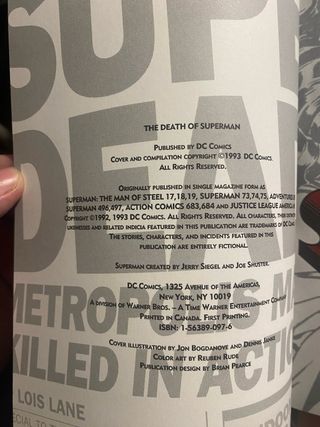 SUP
DEAD
THE DEATH OF SUPERMAN
PUBLISHED BY DC COMICS
COVER AND COMPILATION COPYRIGHT ©1993 DC COMICS.
ALL RIGHTS RESERVED.
ORIGINALLY PUBLISHED IN SINGLE MAGAZINE FORM AS
SUPERMAN: THE MAN OF STEEL 17,18,19, SUPERMAN 73,74,75, ADVENTURES OF
SUPERMAN 496,497, ACTION COMICS 683,684 AND JUSTICE LEAGUE AMERICA
COPYRIGHT ©1992, 1993 DC COMICS. ALL RIGHTS RESERVED. ALL CHARACTERS, THEIR DISTINCTIVE
LIKENESSES AND RELATED INDICIA FEATURED IN THIS PUBLICATION ARE TRADEMARKS OF DC COMICS.
THE STORIES, CHARACTERS, AND INCIDENTS FEATURED IN THIS
PUBLICATION ARE ENTIRELY FICTIONAL.
SUPERMAN CREATED BY JERRY SIEGEL AND JOE SHUSTER.
DC COMICS, 1325 AVENUE OF THE AMERICAS,
NEW YORK, NY 10019
A DIVISION OF WARNER BROS. – A TIME WARNER ENTERTAINMENT COMPANY
PRINTED IN CANADA. FIRST PRINTING.
ISBN: 1-56389-097-6
COVER ILLUSTRATION BY JON BOGDANOVE AND DENNIS JANKE
COLOR ART BY REUBEN RUDE
PUBLICATION DESIGN BY BRIAN PEARCE
METROPOLIS M
KILLED IN ACTIO
LOIS LANE